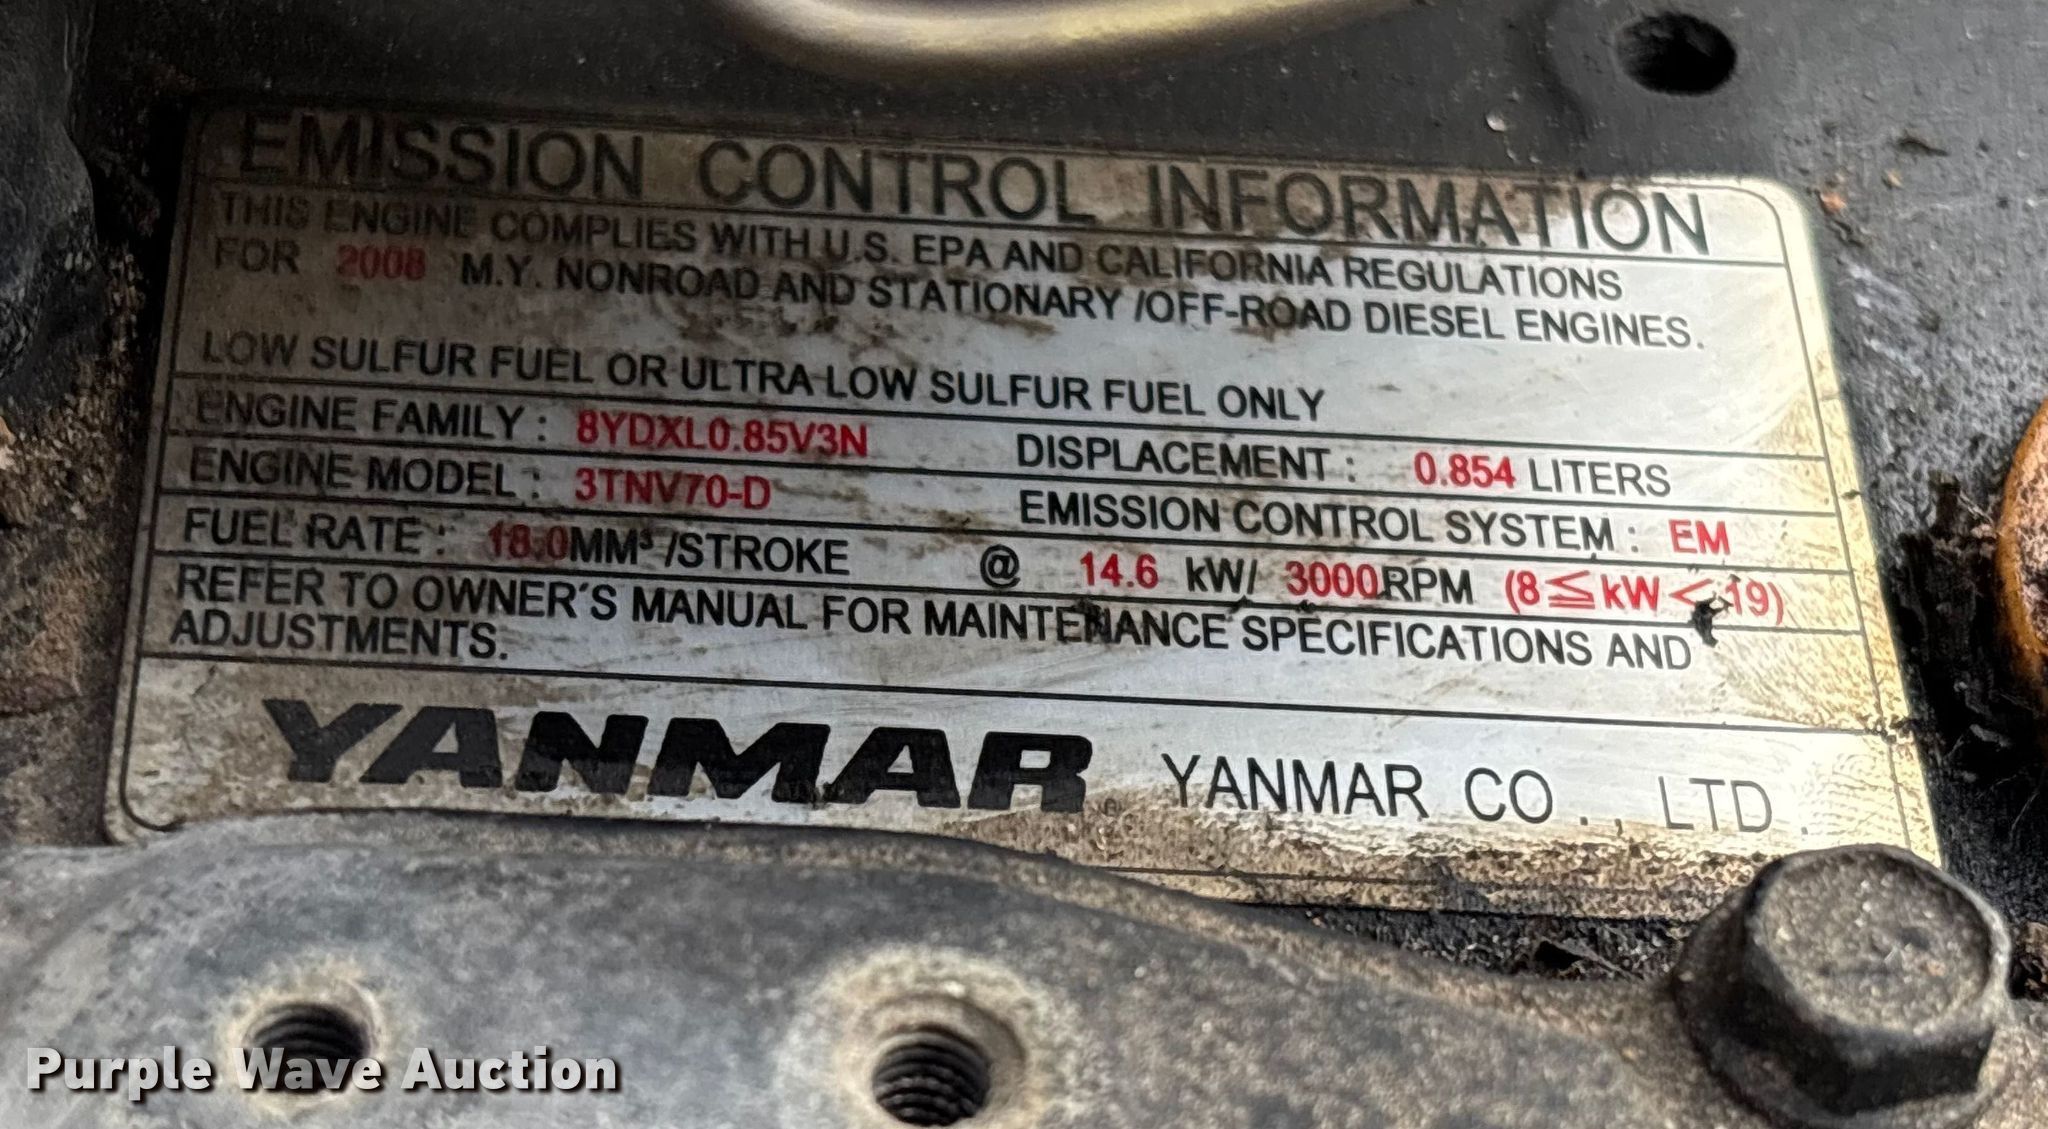 EMISSION CONTROL INFORMATION
THIS ENGINE COMPLIES WITH U.S. EPA AND CALIFORNIA REGULATIONS
FOR 2008 M.Y. NONROAD AND STATIONARY /OFF-ROAD DIESEL ENGINES.
LOW SULFUR FUEL OR ULTRA LOW SULFUR FUEL ONLY
ENGINE FAMILY : 8YDXL0.85V3N DISPLACEMENT : 0.854 LITERS
ENGINE MODEL : 3TNV70-D EMISSION CONTROL SYSTEM : EM
FUEL RATE : 18.0MM³/STROKE @ 14.6 kW/ 3000RPM (8≦kW<19)
REFER TO OWNER'S MANUAL FOR MAINTENANCE SPECIFICATIONS AND
ADJUSTMENTS.
YANMAR® YANMAR CO., LTD.
Purple Wave Auction